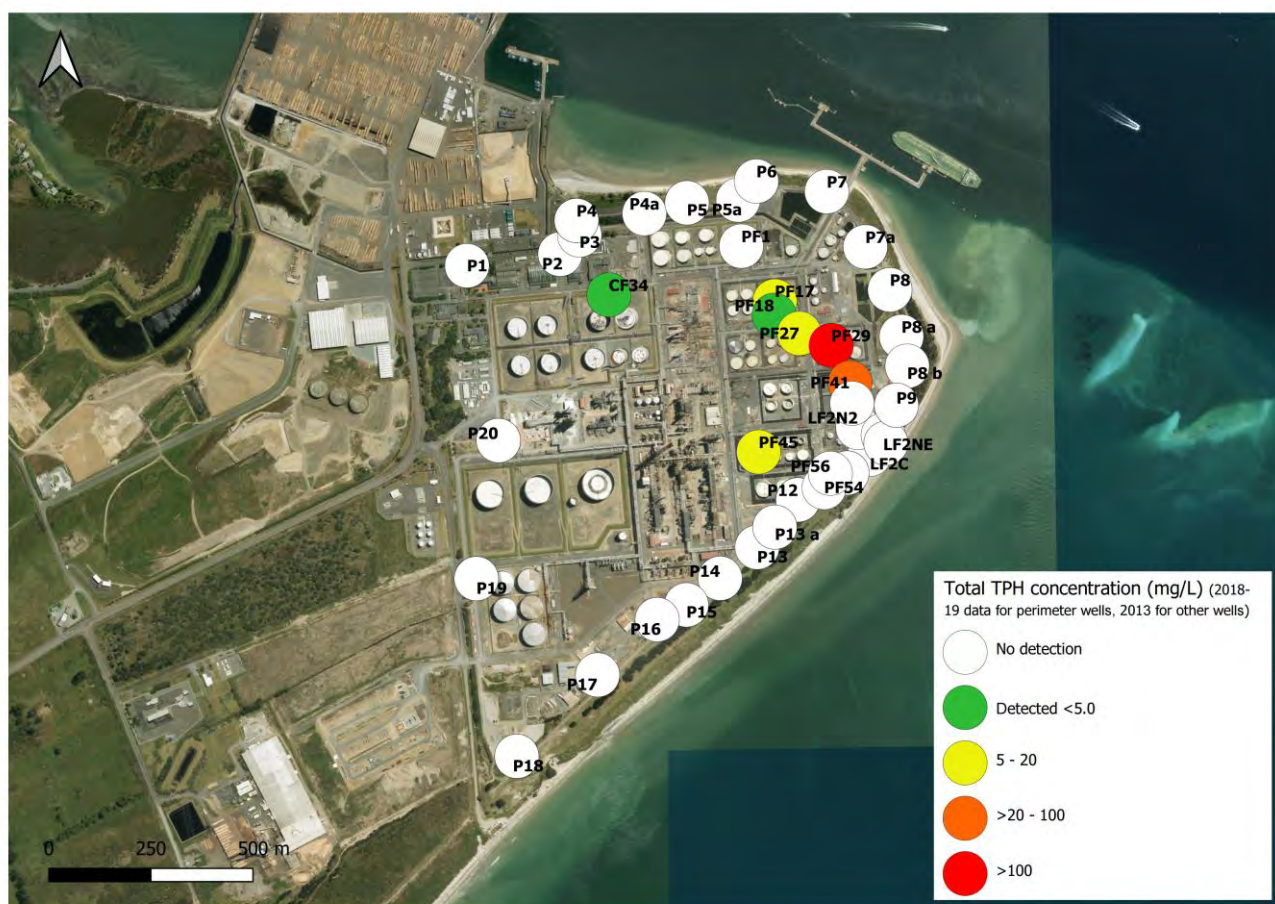 P6
P7
P4
P4a
P5
P5a
P3
P2
P1
PF1
P7a
CF34
P8
PF17
PF18
PF27
PF29
P8 a
P8 b
PF41
P9
LF2N2
P20
PF45
LF2NE
LF2C
PF56
PF54
P12
P13 a
P13
P14
P19
P15
P16
P17
P18
0 250 500 m
Total TPH concentration (mg/L) (2018-
19 data for perimeter wells, 2013 for other wells)
No detection
Detected <5.0
5 - 20
>20 - 100
>100